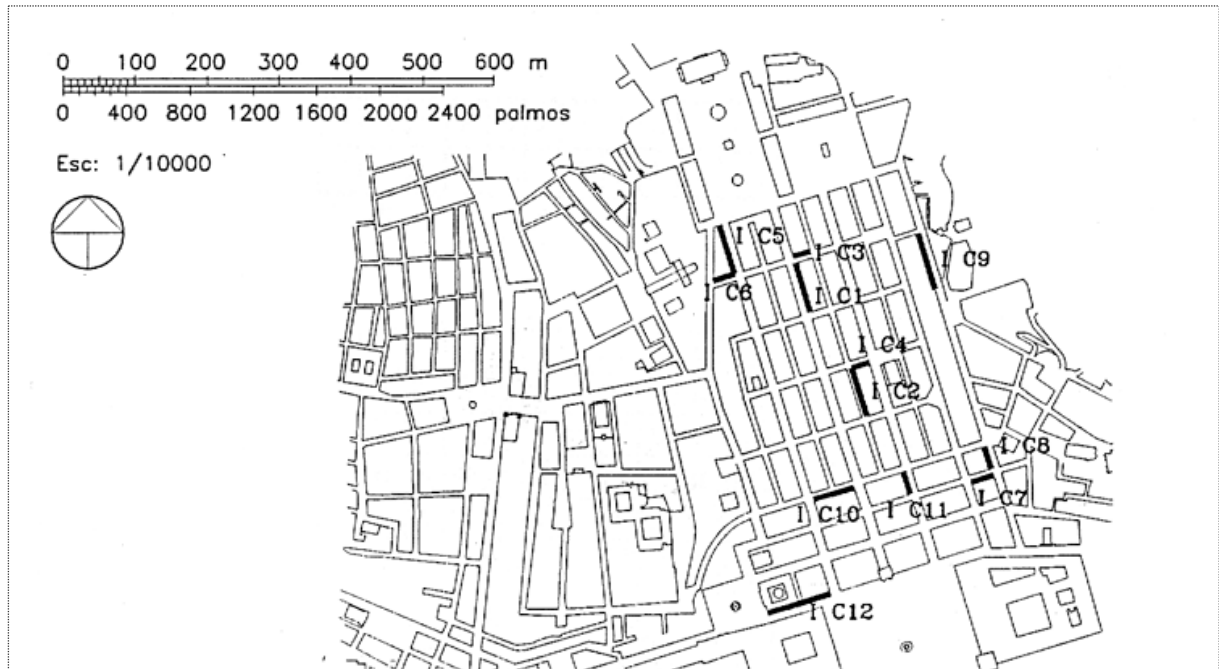 0 100 200 300 400 500 600 m
0 400 800 1200 1600 2000 2400 palmos
Esc: 1/10000
I C5
I C3
I C9
I C6
I C1
I C4
I C2
I C8
I C7
I C10
I C11
I C12